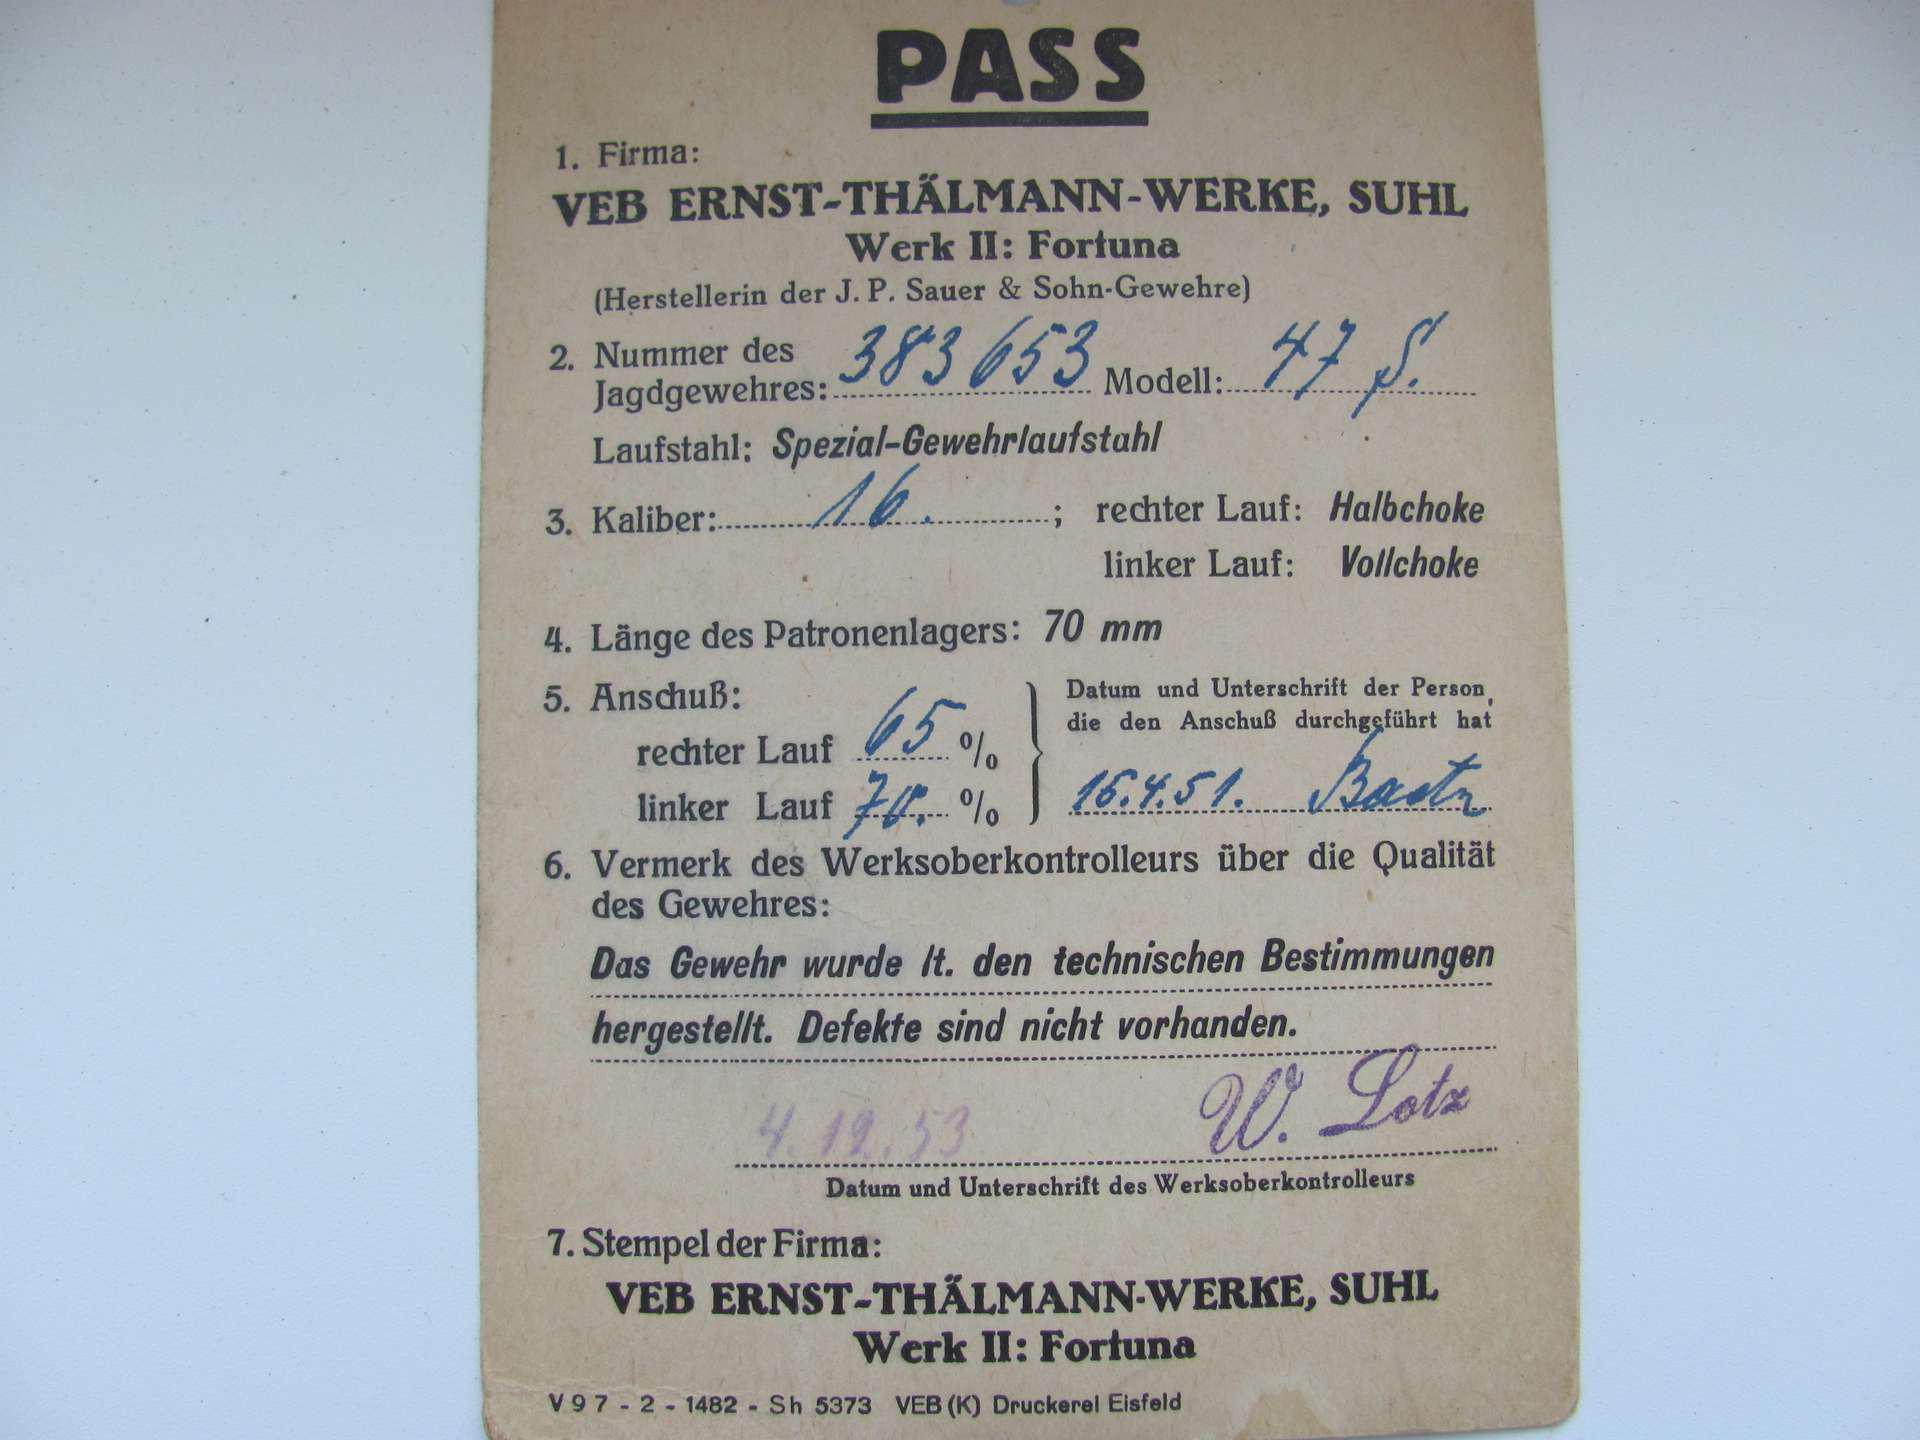 PASS
1. Firma:
VEB ERNST-THÄLMANN-WERKE, SUHL
Werk II: Fortuna
(Herstellerin der J. P. Sauer & Sohn-Gewehre)
2. Nummer des
Jagdgewehres: 383 653 Modell: 47 S.
Laufstahl: Spezial-Gewehrlaufstahl
3. Kaliber: 16. ; rechter Lauf: Halbchoke
linker Lauf: Vollchoke
4. Länge des Patronenlagers: 70 mm
5. Anschuß:
rechter Lauf 65 %
linker Lauf 70. %
Datum und Unterschrift der Person,
die den Anschuß durchgeführt hat
6. Vermerk des Werksoberkontrolleurs über die Qualität
des Gewehres:
Das Gewehr wurde lt. den technischen Bestimmungen
hergestellt. Defekte sind nicht vorhanden.
4.12.53 W. Lotz
Datum und Unterschrift des Werksoberkontrolleurs
7. Stempel der Firma:
VEB ERNST-THÄLMANN-WERKE, SUHL
Werk II: Fortuna
V 9 7 - 2 - 1482 - Sh 5373 VEB (K) Druckerei Eisfeld